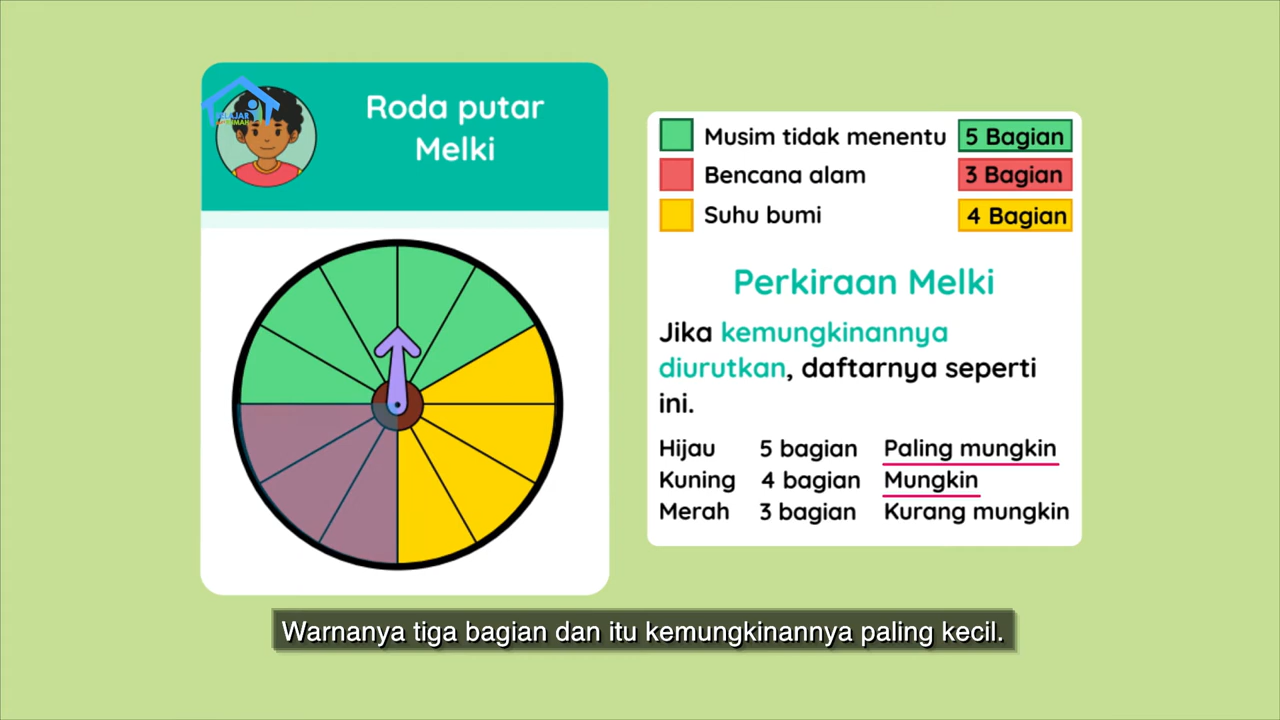 BELAJAR
Roda putar
Melki
Musim tidak menentu 5 Bagian
Bencana alam 3 Bagian
Suhu bumi 4 Bagian
Perkiraan Melki
Jika kemungkinannya
diurutkan, daftarnya seperti
ini.
Hijau 5 bagian Paling mungkin
Kuning 4 bagian Mungkin
Merah 3 bagian Kurang mungkin
Warnanya tiga bagian dan itu kemungkinannya paling kecil.